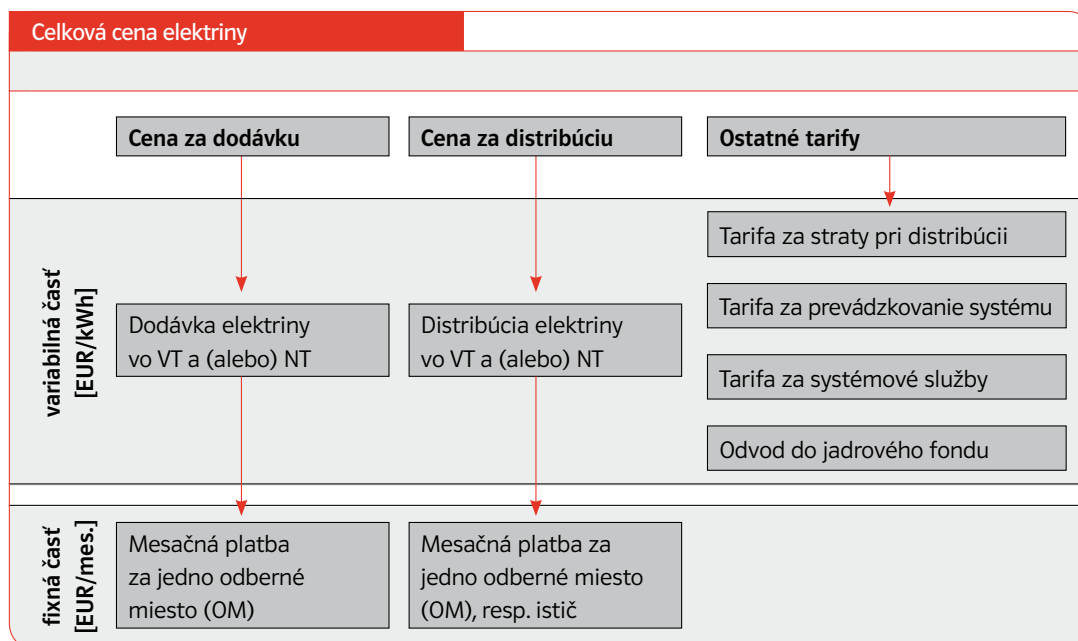 Celková cena elektriny
Cena za dodávku
Cena za distribúciu
Ostatné tarify
variabilná časť
[EUR/kWh]
Dodávka elektriny
vo VT a (alebo) NT
Distribúcia elektriny
vo VT a (alebo) NT
Tarifa za straty pri distribúcii
Tarifa za prevádzkovanie systému
Tarifa za systémové služby
Odvod do jadrového fondu
fixná časť
[EUR/mes.]
Mesačná platba
za jedno odberné
miesto (OM)
Mesačná platba za
jedno odberné miesto
(OM), resp. istič